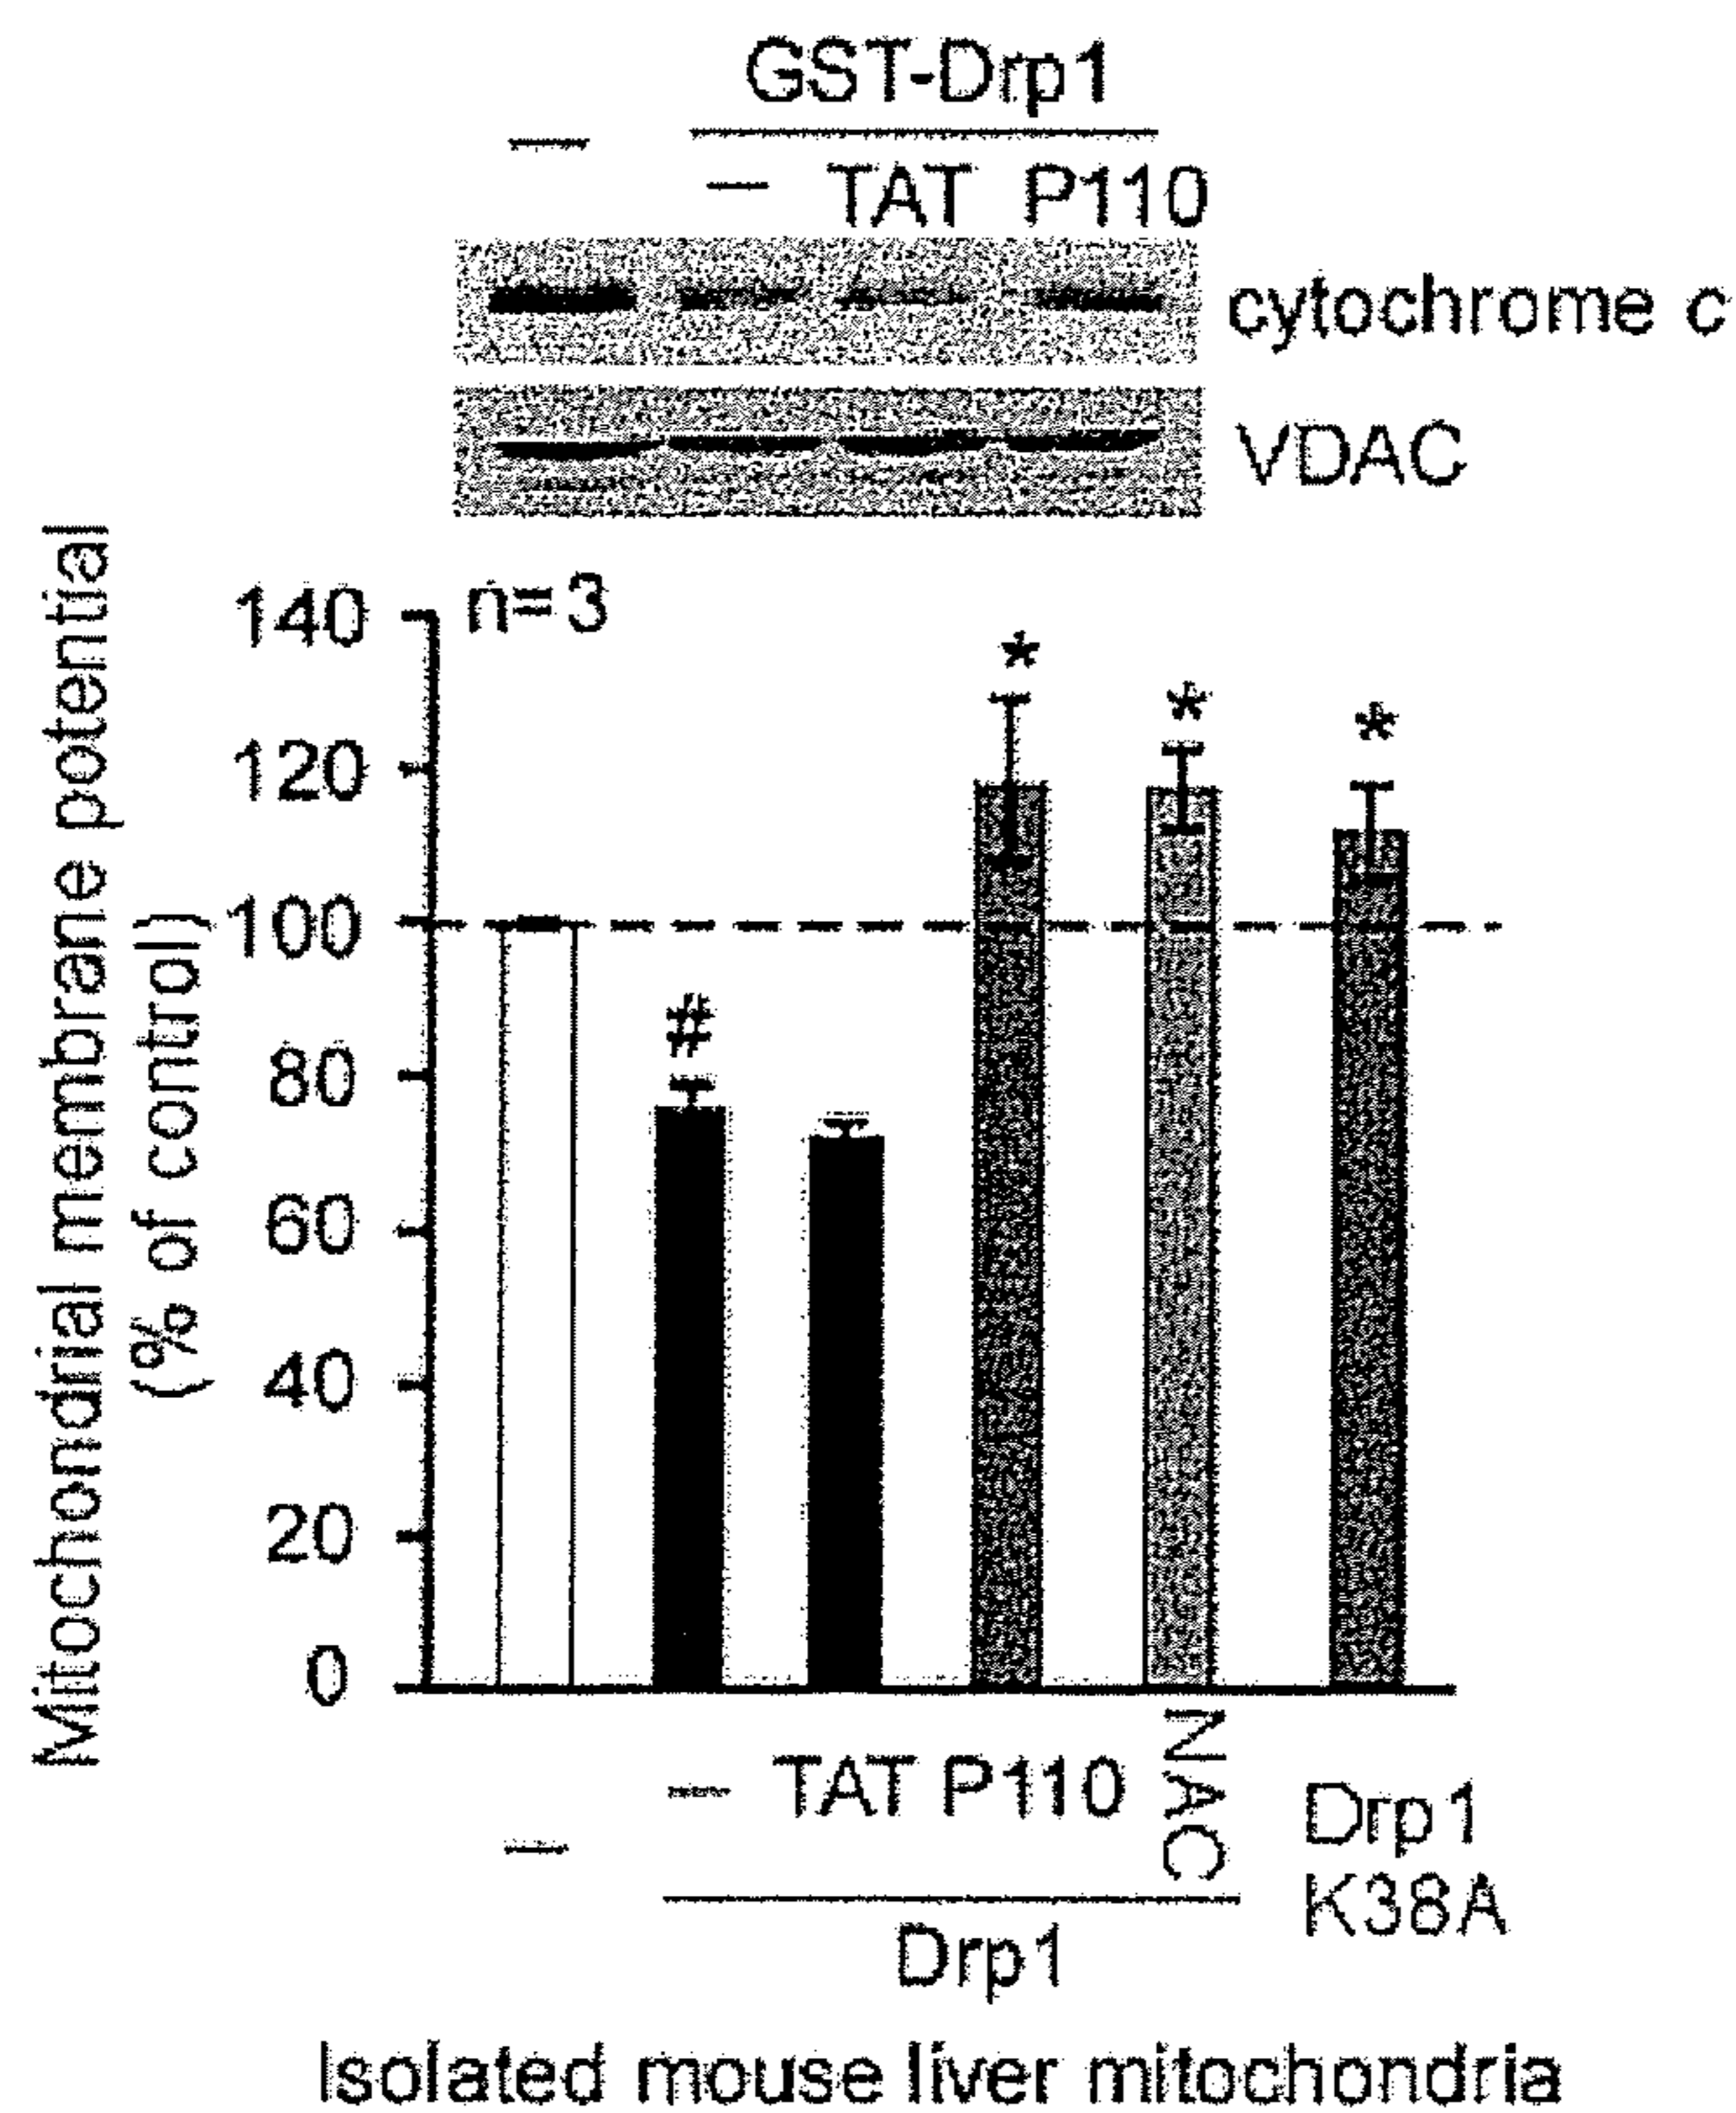 GST-Drp1
— — TAT P110
cytochrome c
VDAC
Mitochondrial membrane potential
(% of control)
n=3
140
120
100
80
60
40
20
0
*
*
*
#
— — TAT P110 NAC
Drp1
Drp1
K38A
Isolated mouse liver mitochondria